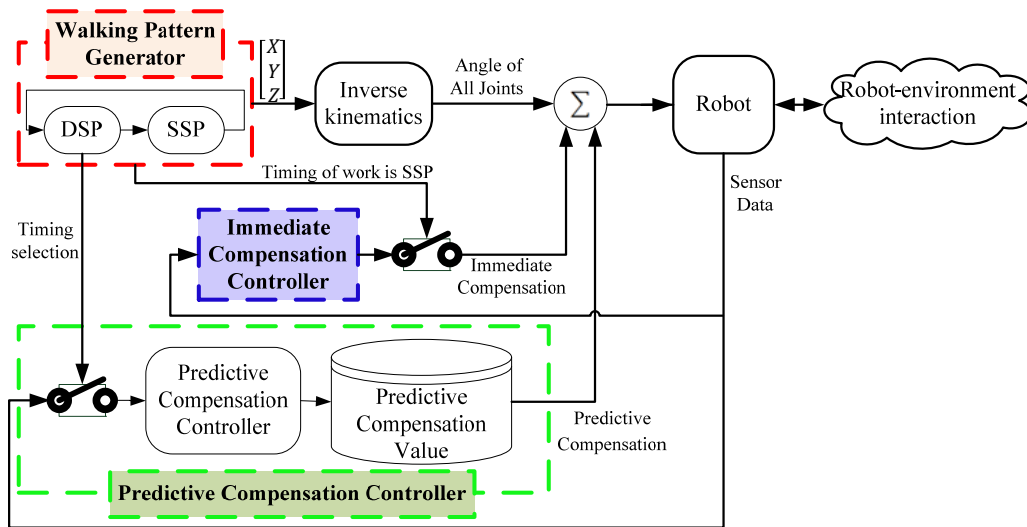 Walking Pattern
Generator
X
Y
Z
Angle of
All Joints
Inverse
kinematics
∑
Robot
Robot-environment
interaction
DSP
SSP
Timing of work is SSP
Sensor
Data
Timing
selection
Immediate
Compensation
Controller
Immediate
Compensation
Predictive
Compensation
Controller
Predictive
Compensation
Value
Predictive
Compensation
Predictive Compensation Controller